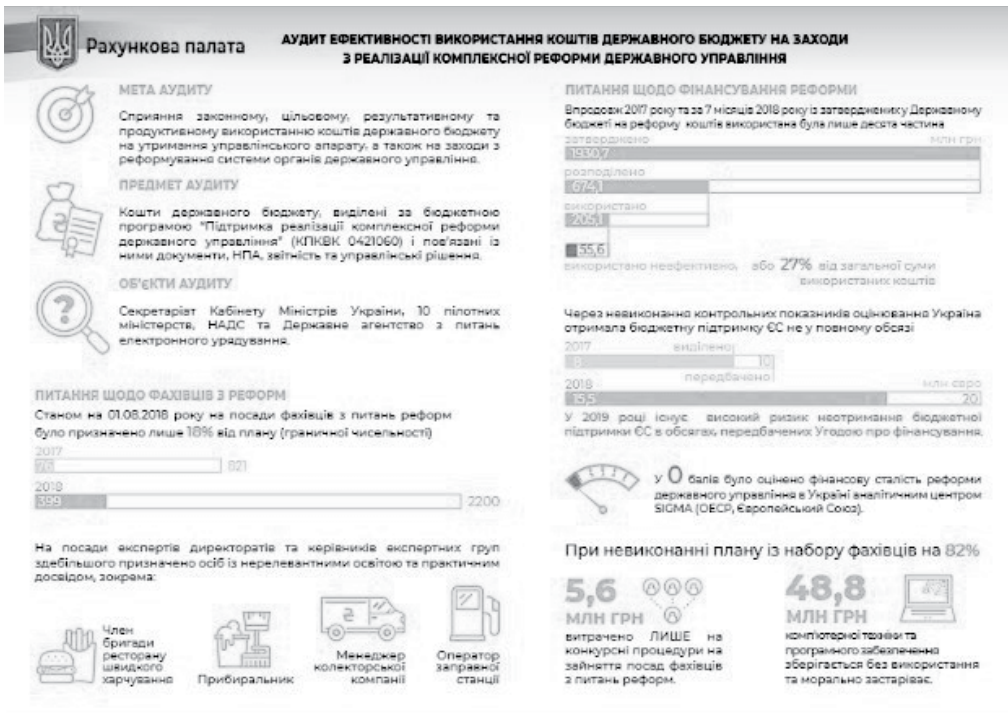 Рахункова палата
АУДИТ ЕФЕКТИВНОСТІ ВИКОРИСТАННЯ КОШТІВ ДЕРЖАВНОГО БЮДЖЕТУ НА ЗАХОДИ
З РЕАЛІЗАЦІЇ КОМПЛЕКСНОЇ РЕФОРМИ ДЕРЖАВНОГО УПРАВЛІННЯ
МЕТА АУДИТУ
Сприяння законному, цільовому, результативному та
продуктивному використанню коштів державного бюджету
на утримання управлінського апарату, а також на заходи з
реформування системи органів державного управління.
ПРЕДМЕТ АУДИТУ
Кошти державного бюджету, виділені за бюджетною
програмою "Підтримка реалізації комплексної реформи
державного управління" (КПКВК 0421060) і пов'язані із
ними документи, НПА, звітність та управлінські рішення.
ОБ'ЄКТИ АУДИТУ
Секретаріат Кабінету Міністрів України, 10 пілотних
міністерств, НАДС та Державне агентство з питань
електронного урядування.
ПИТАННЯ ЩОДО ФАХІВЦІВ З РЕФОРМ
Станом на 01.08.2018 року на посади фахівців з питань реформ
було призначено лише 18% від плану (граничної чисельності)
2017
76 821
2018
399 2200
На посади експертів директоратів та керівників експертних груп
здебільшого призначено осіб із нерелевантними освітою та практичним
досвідом, зокрема:
Член
бригади
ресторану
швидкого
харчування
Прибиральник
Менеджер
колекторської
компанії
Оператор
заправної
станції
ПИТАННЯ ЩОДО ФІНАНСУВАННЯ РЕФОРМИ
Впродовж 2017 року та за 7 місяців 2018 року із затверджених у Державному
бюджеті на реформу коштів використана була лише десята частина
затверджено млн грн
1930,7
розподілено
674,1
використано
205,1
55,6
використано неефективно, або 27% від загальної суми
використаних коштів
Через невиконання контрольних показників оцінювання Україна
отримала бюджетну підтримку ЄС не у повному обсязі
2017 виділено
8 10
передбачено
2018 млн євро
15,5 20
У 2019 році існує високий ризик неотримання бюджетної
підтримки ЄС в обсягах, передбачених Угодою про фінансування.
У 0 балів було оцінено фінансову сталість реформи
державного управління в Україні аналітичним центром
SIGMA (ОЕСР, Європейський Союз).
При невиконанні плану із набору фахівців на 82%
5,6
МЛН ГРН
витрачено ЛИШЕ на
конкурсні процедури на
зайняття посад фахівців
з питань реформ.
48,8
МЛН ГРН
комп'ютерної техніки та
програмного забезпечення
зберігається без використання
та морально застаріває.